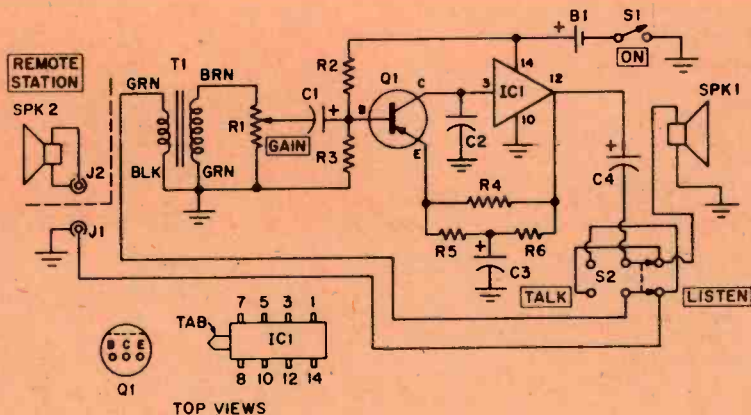 REMOTE
STATION
SPK2
J2
J1
GRN
T1
BRN
BLK
GRN
R1
GAIN
C1
+
R2
R3
B
Q1
C
E
C2
3
IC1
14
12
10
+
B1
S1
ON
SPK1
+
C4
R4
R5
+
R6
C3
S2
TALK
LISTEN
B C E
Q1
TAB
7 5 3 1
IC1
8 10 12 14
TOP VIEWS